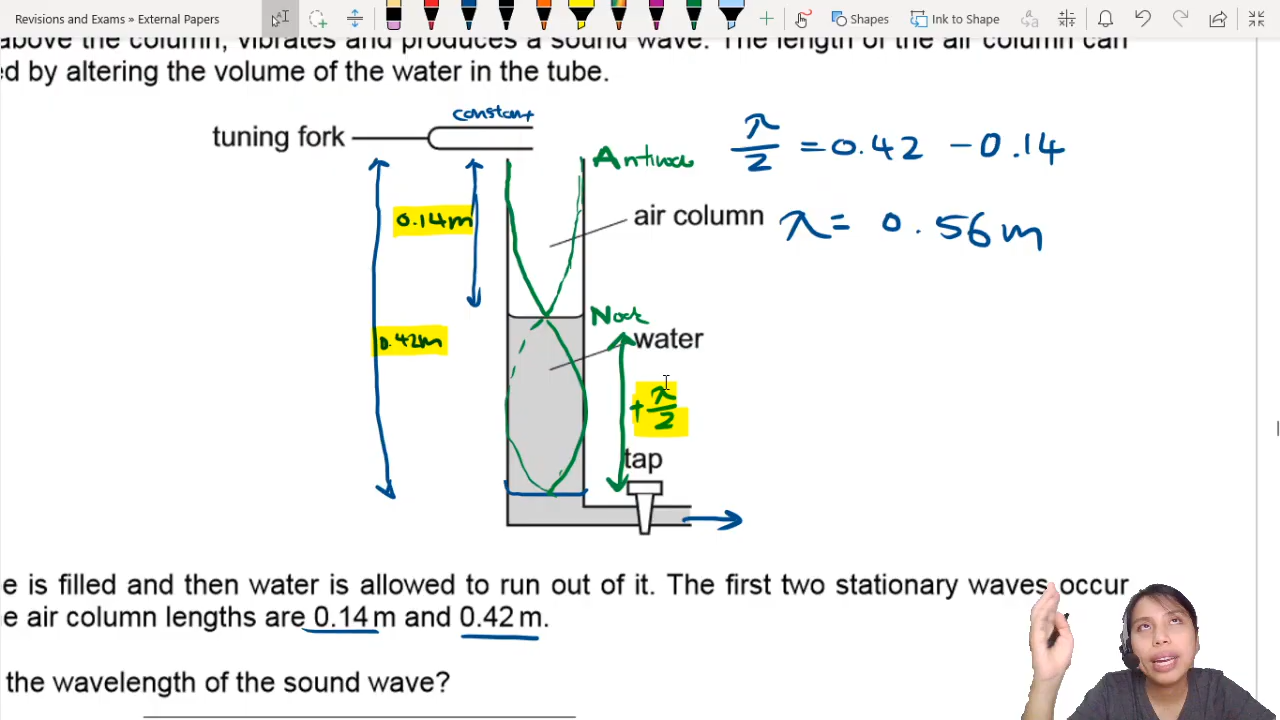 Revisions and Exams » External Papers
Shapes
Ink to Shape
above the column, vibrates and produces a sound wave. The length of the air column can
ed by altering the volume of the water in the tube.
constant
tuning fork
Antinode
λ/2 = 0.42 - 0.14
0.14m
air column
λ = 0.56m
Node
water
0.42m
+λ/2
tap
e is filled and then water is allowed to run out of it. The first two stationary waves occur
e air column lengths are 0.14 m and 0.42 m.
the wavelength of the sound wave?